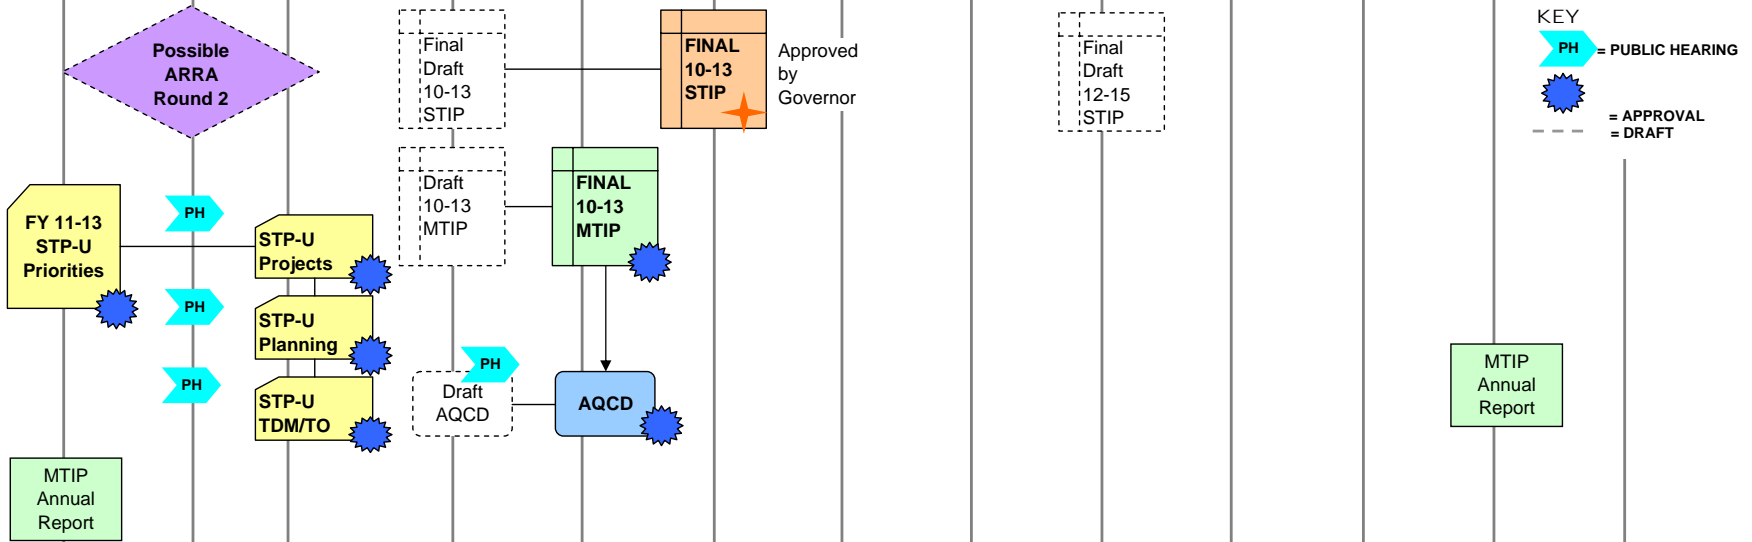 Possible
ARRA
Round 2
Final
Draft
10-13
STIP
FINAL
10-13
STIP
Approved
by
Governor
Final
Draft
12-15
STIP
KEY
PH
= PUBLIC HEARING
= APPROVAL
= DRAFT
FY 11-13
STP-U
Priorities
PH
PH
PH
STP-U
Projects
STP-U
Planning
STP-U
TDM/TO
Draft
10-13
MTIP
FINAL
10-13
MTIP
PH
Draft
AQCD
AQCD
MTIP
Annual
Report
MTIP
Annual
Report